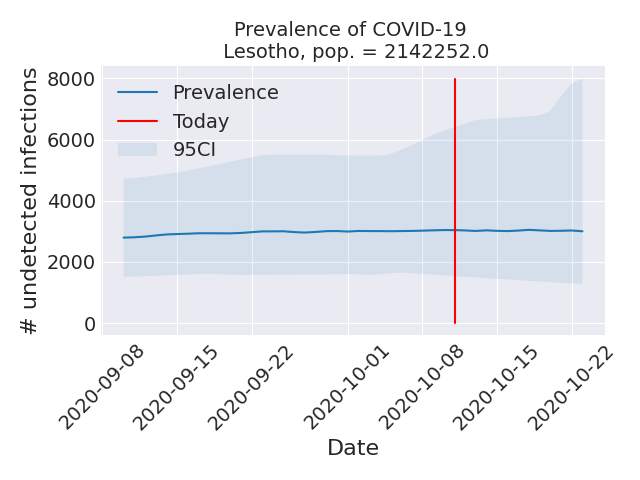 Prevalence of COVID-19
Lesotho, pop. = 2142252.0
# undetected infections
8000
6000
4000
2000
0
Prevalence
Today
95CI
2020-09-08
2020-09-15
2020-09-22
2020-10-01
2020-10-08
2020-10-15
2020-10-22
Date